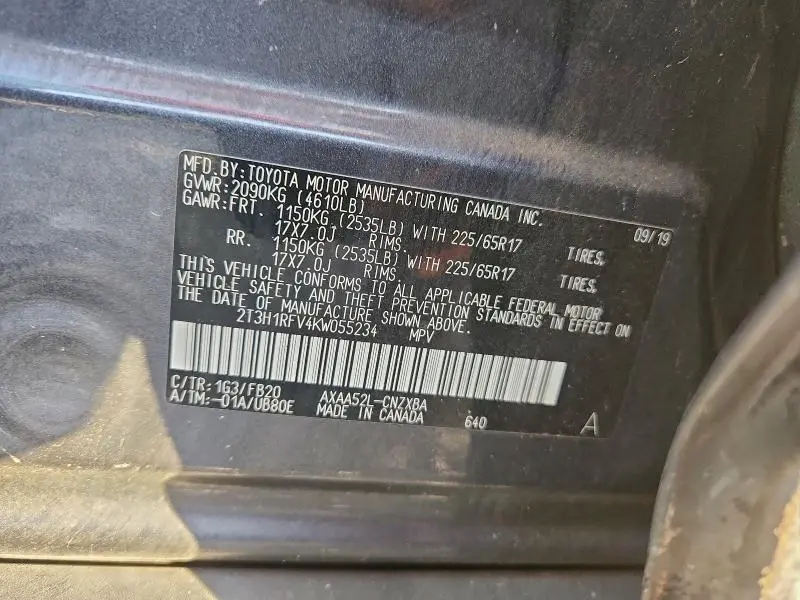 MFD. BY: TOYOTA MOTOR MANUFACTURING CANADA INC.
GVWR: 2090KG (4610LB) 09/19
GAWR: FRT. 1150KG (2535LB) WITH 225/65R17 TIRES,
17X7.0J RIMS.
RR. 1150KG (2535LB) WITH 225/65R17 TIRES,
17X7.0J RIMS.
THIS VEHICLE CONFORMS TO ALL APPLICABLE FEDERAL MOTOR
VEHICLE SAFETY AND THEFT PREVENTION STANDARDS IN EFFECT ON
THE DATE OF MANUFACTURE SHOWN ABOVE.
2T3H1RFV4KW055234 MPV
C/TR: 1G3/FB20 AXAA52L-CNZXBA
A/TM: -01A/UB80E MADE IN CANADA 640 A